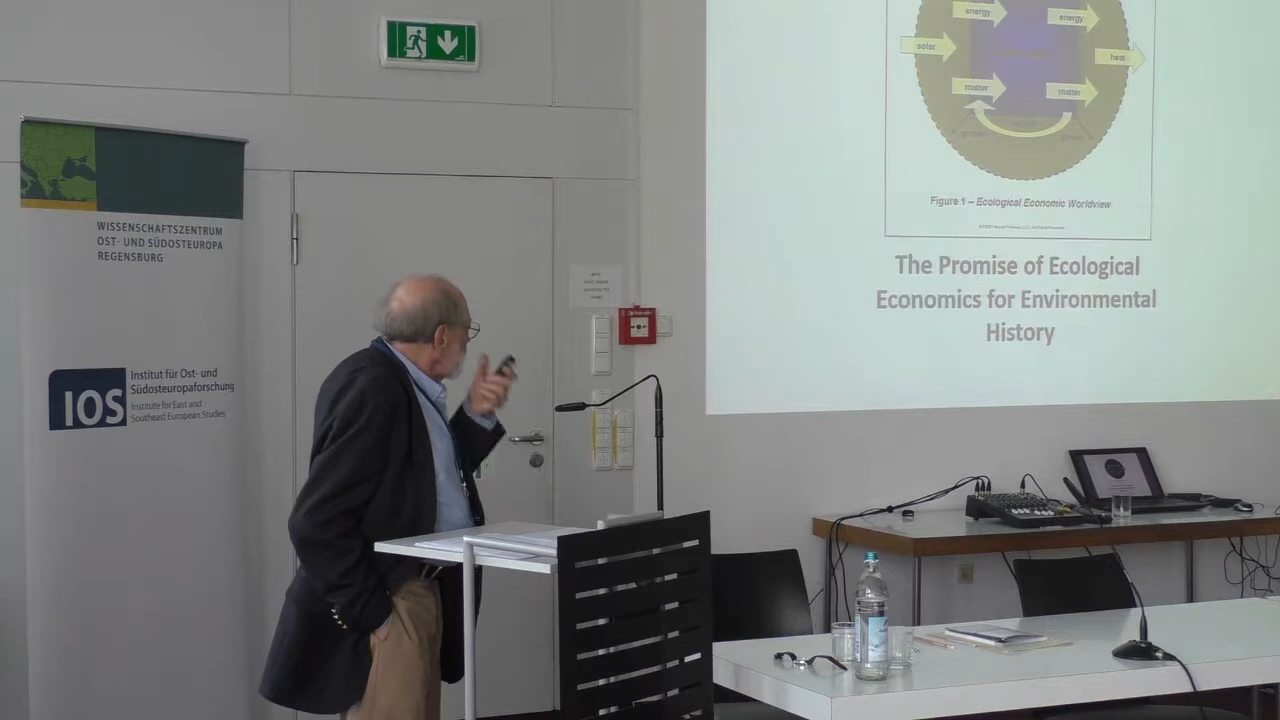 WISSENSCHAFTSZENTRUM
OST- UND SÜDOSTEUROPA
REGENSBURG
IOS
Institut für Ost- und
Südosteuropaforschung
Institute for East and
Southeast European Studies
energy
energy
solar
heat
matter
matter
Figure 1 – Ecological Economic Worldview
The Promise of Ecological
Economics for Environmental
History